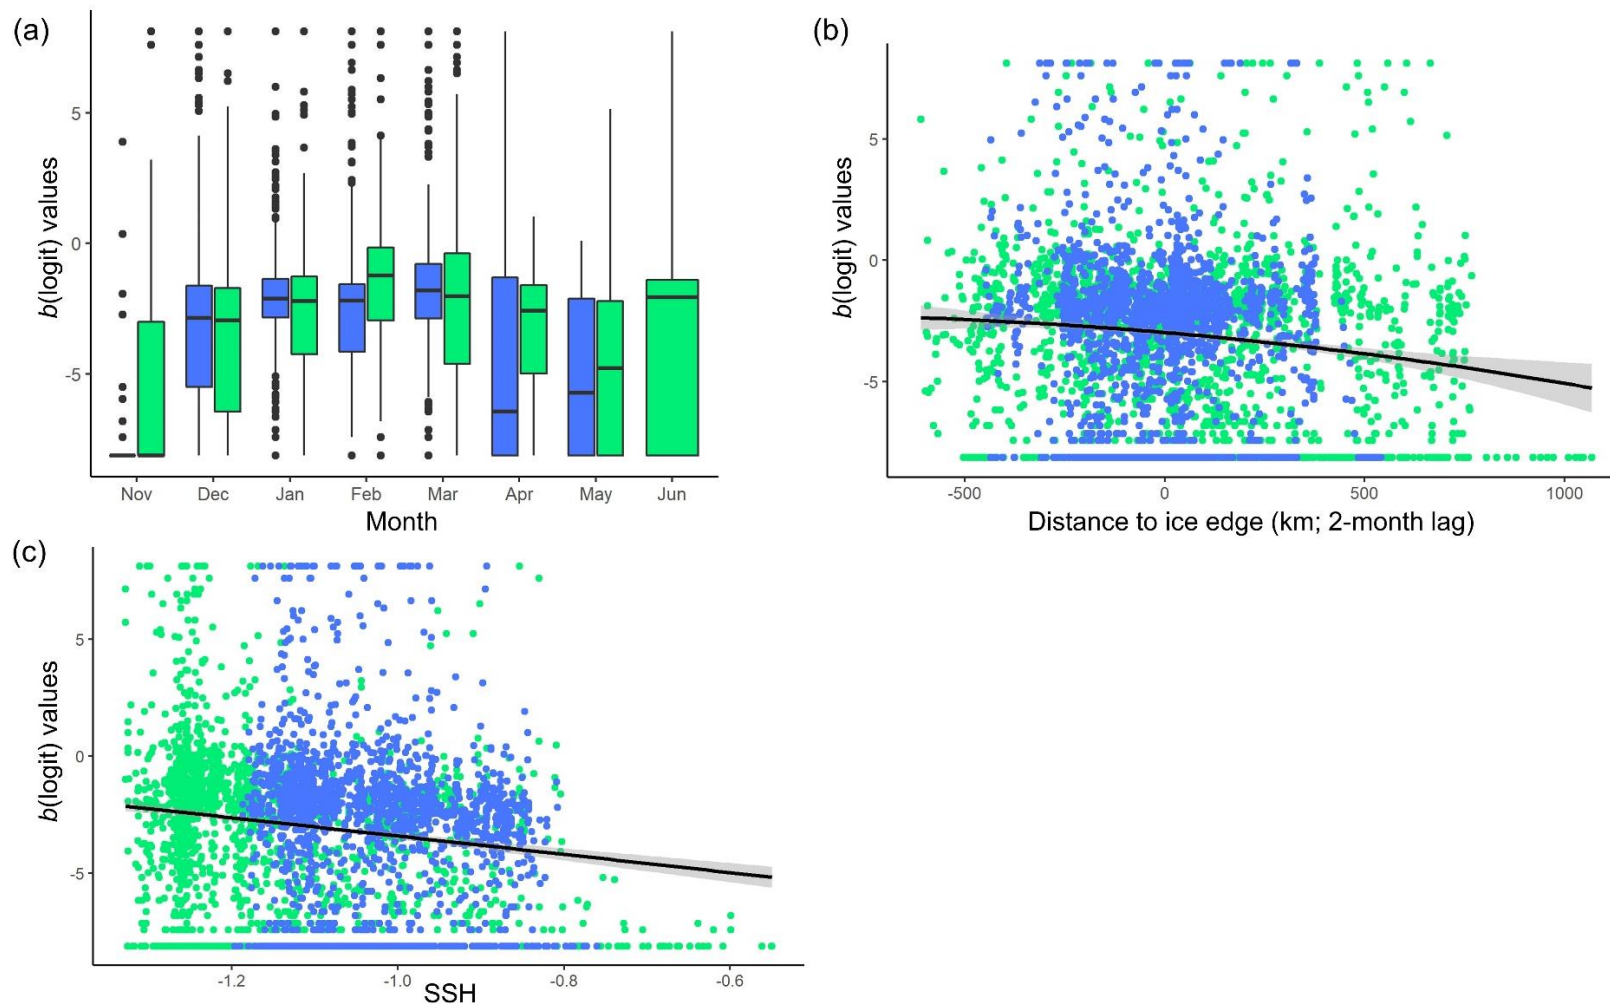 (a)
b(logit) values
5
0
-5
Nov Dec Jan Feb Mar Apr May Jun
Month
(b)
b(logit) values
5
0
-5
-500 0 500 1000
Distance to ice edge (km; 2-month lag)
(c)
b(logit) values
5
0
-5
-1.2 -1.0 -0.8 -0.6
SSH